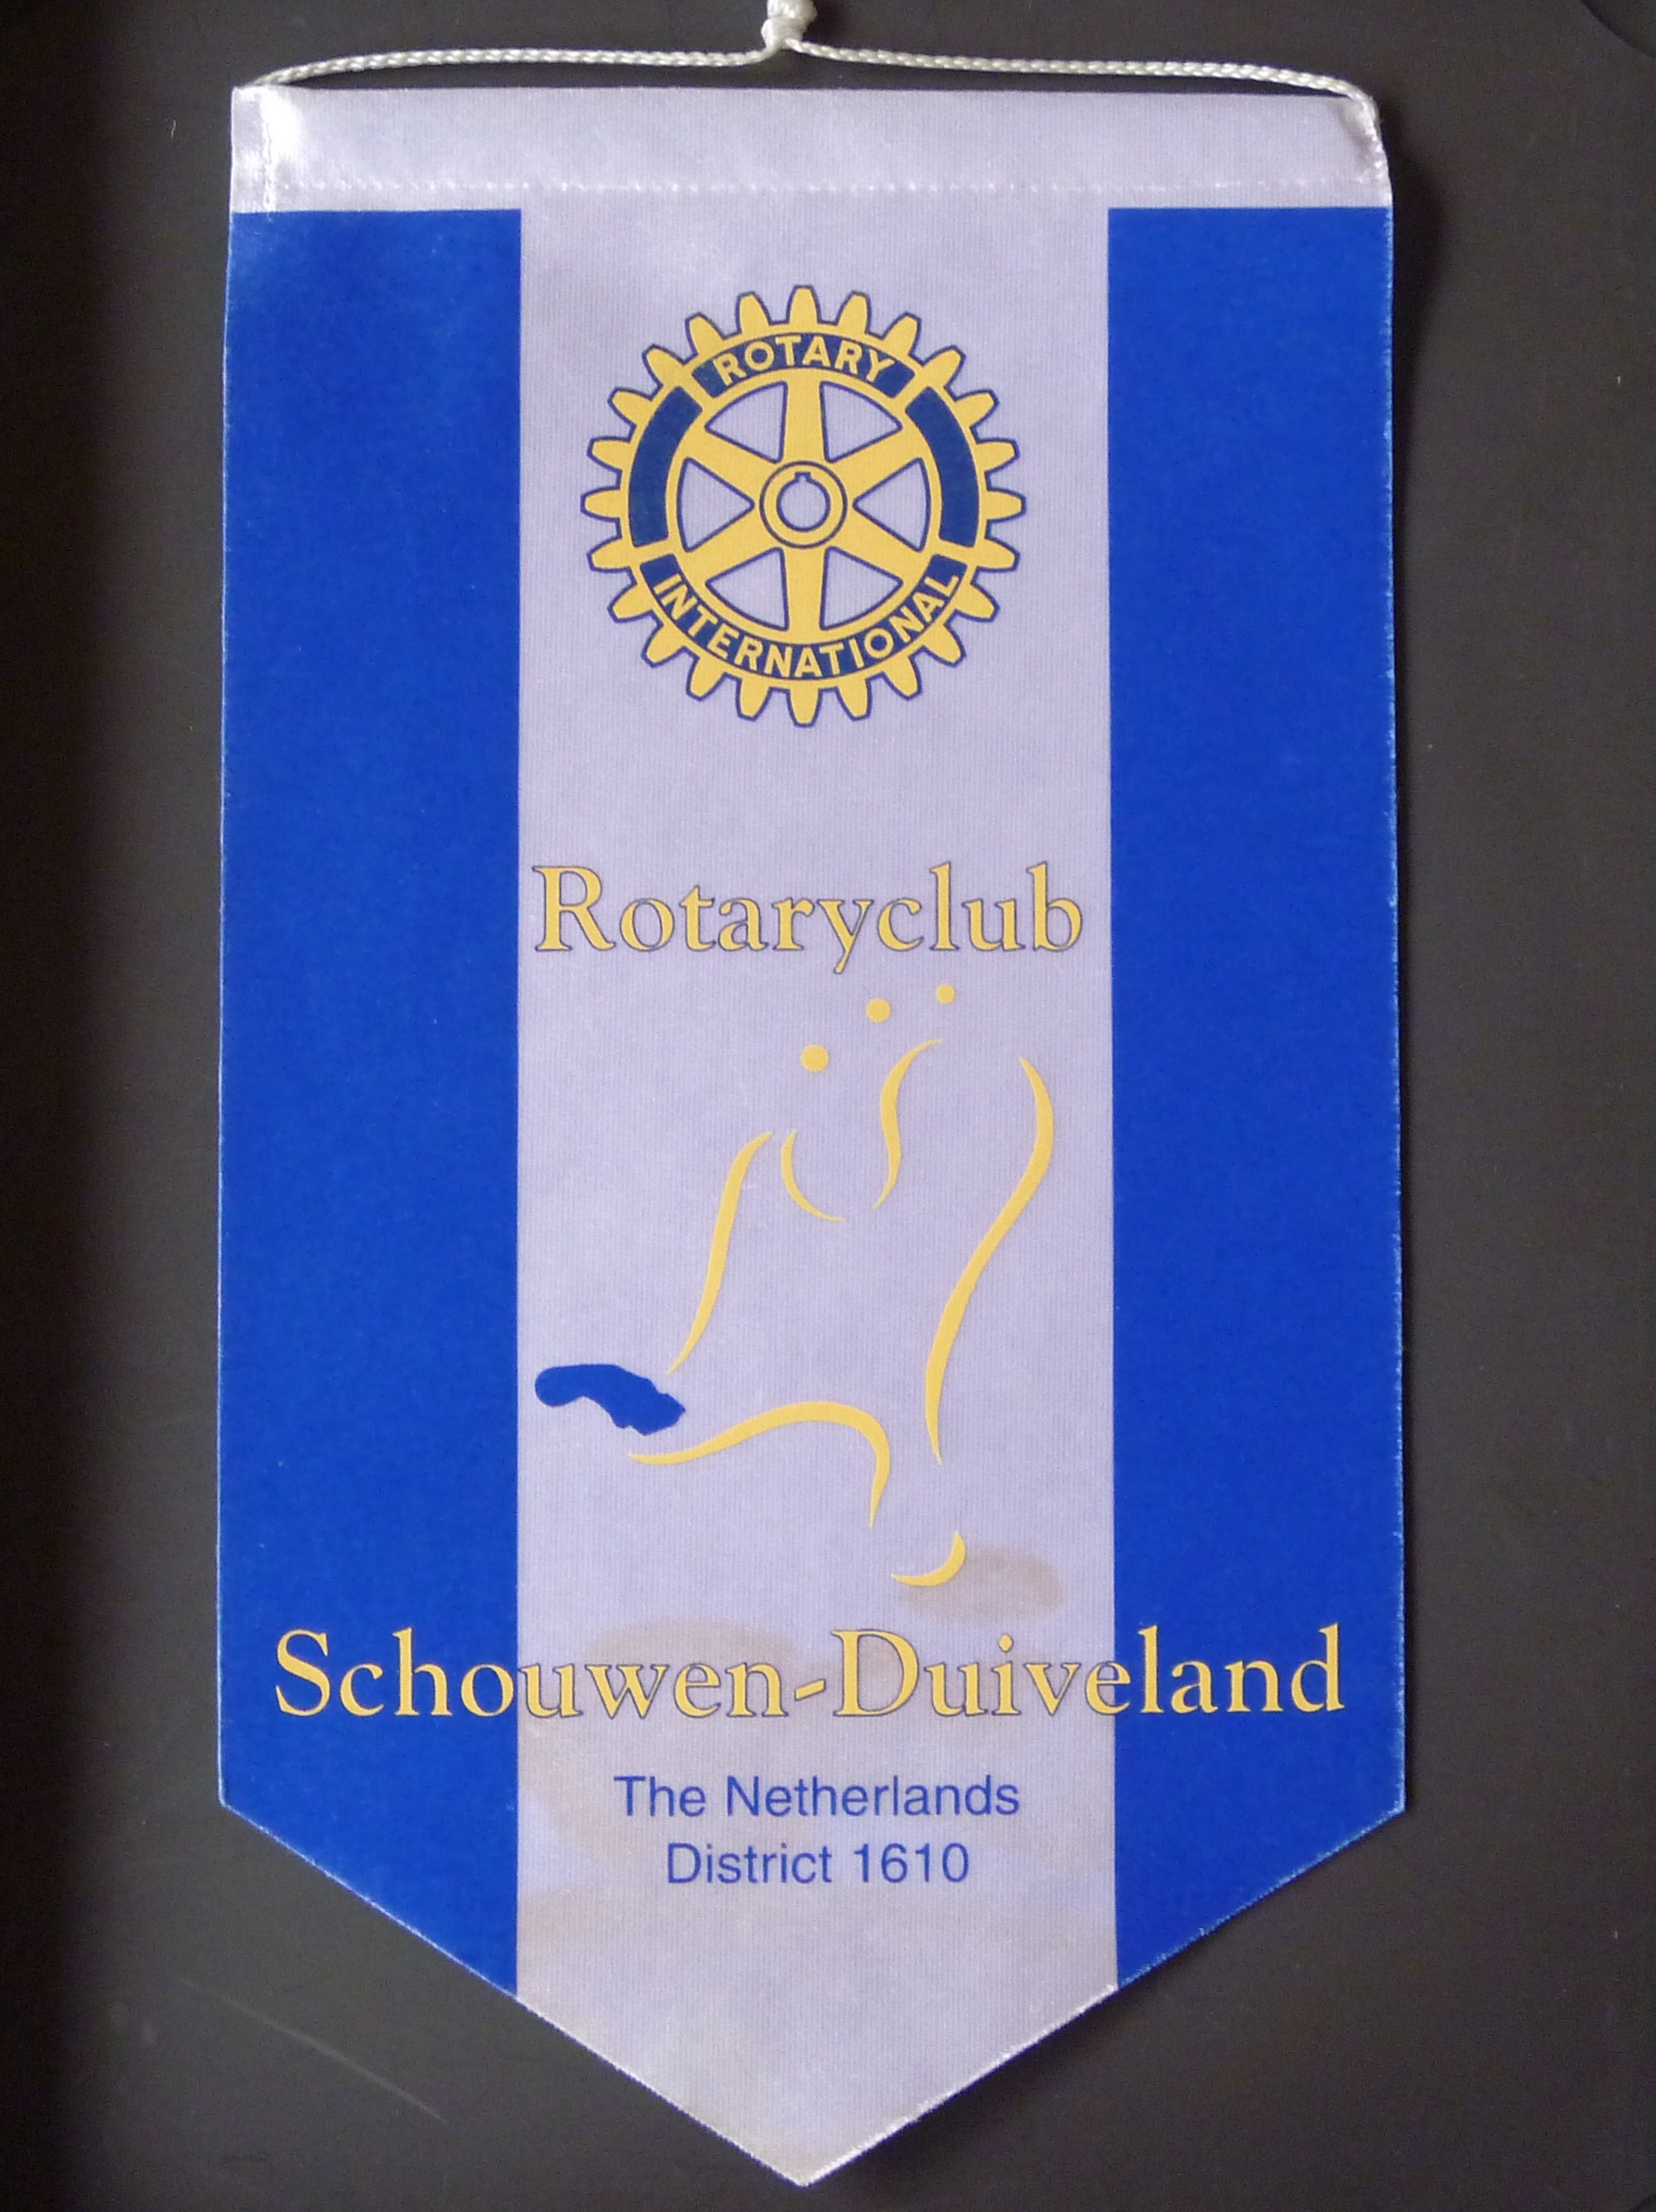 ROTARY
INTERNATIONAL
Rotaryclub
Schouwen-Duiveland
The Netherlands
District 1610